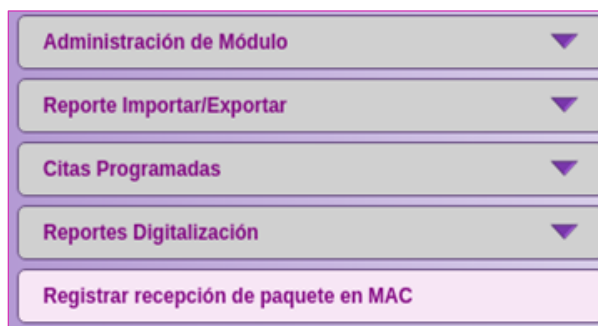 Administración de Módulo
Reporte Importar/Exportar
Citas Programadas
Reportes Digitalización
Registrar recepción de paquete en MAC